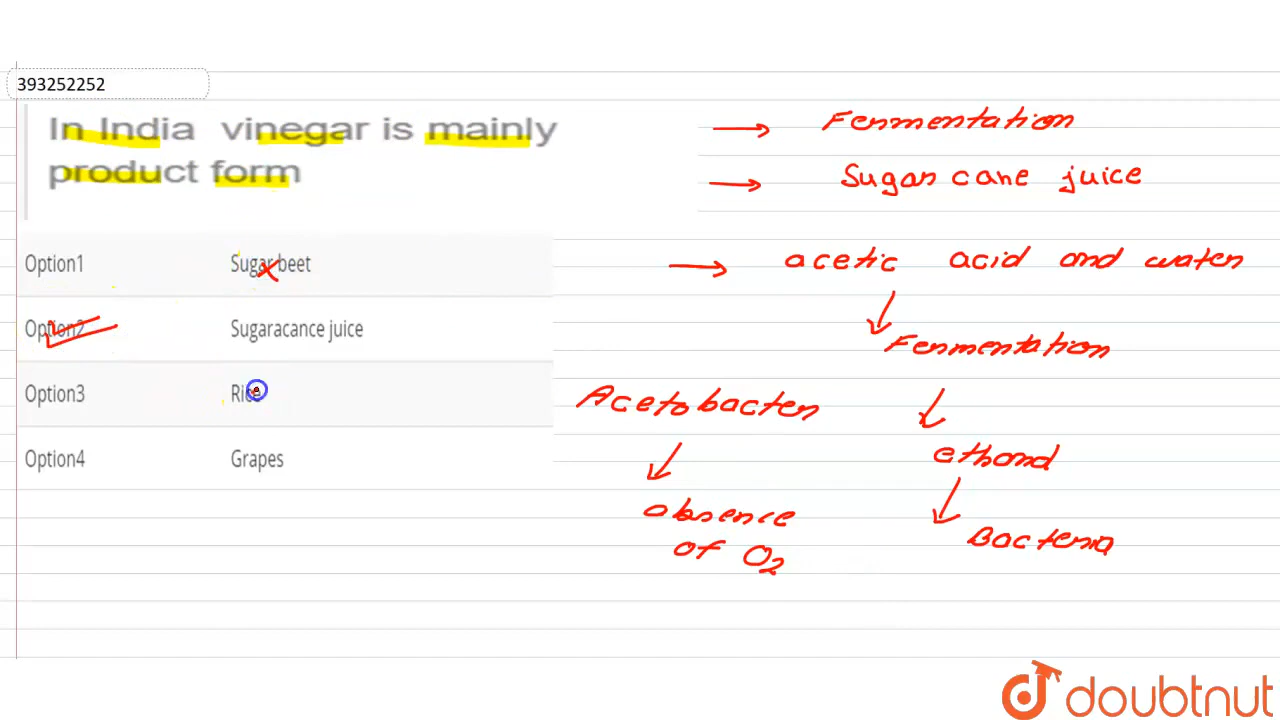 393252252
In India vinegar is mainly
product form
Option1 Sugar beet
Option2 Sugaracance juice
Option3 Rice
Option4 Grapes
→ Fermentation
→ Sugar cane juice
→ acetic acid and water
Fermentation
Acetobacter
ethanol
absence
of O2
Bacteria
doubtnut